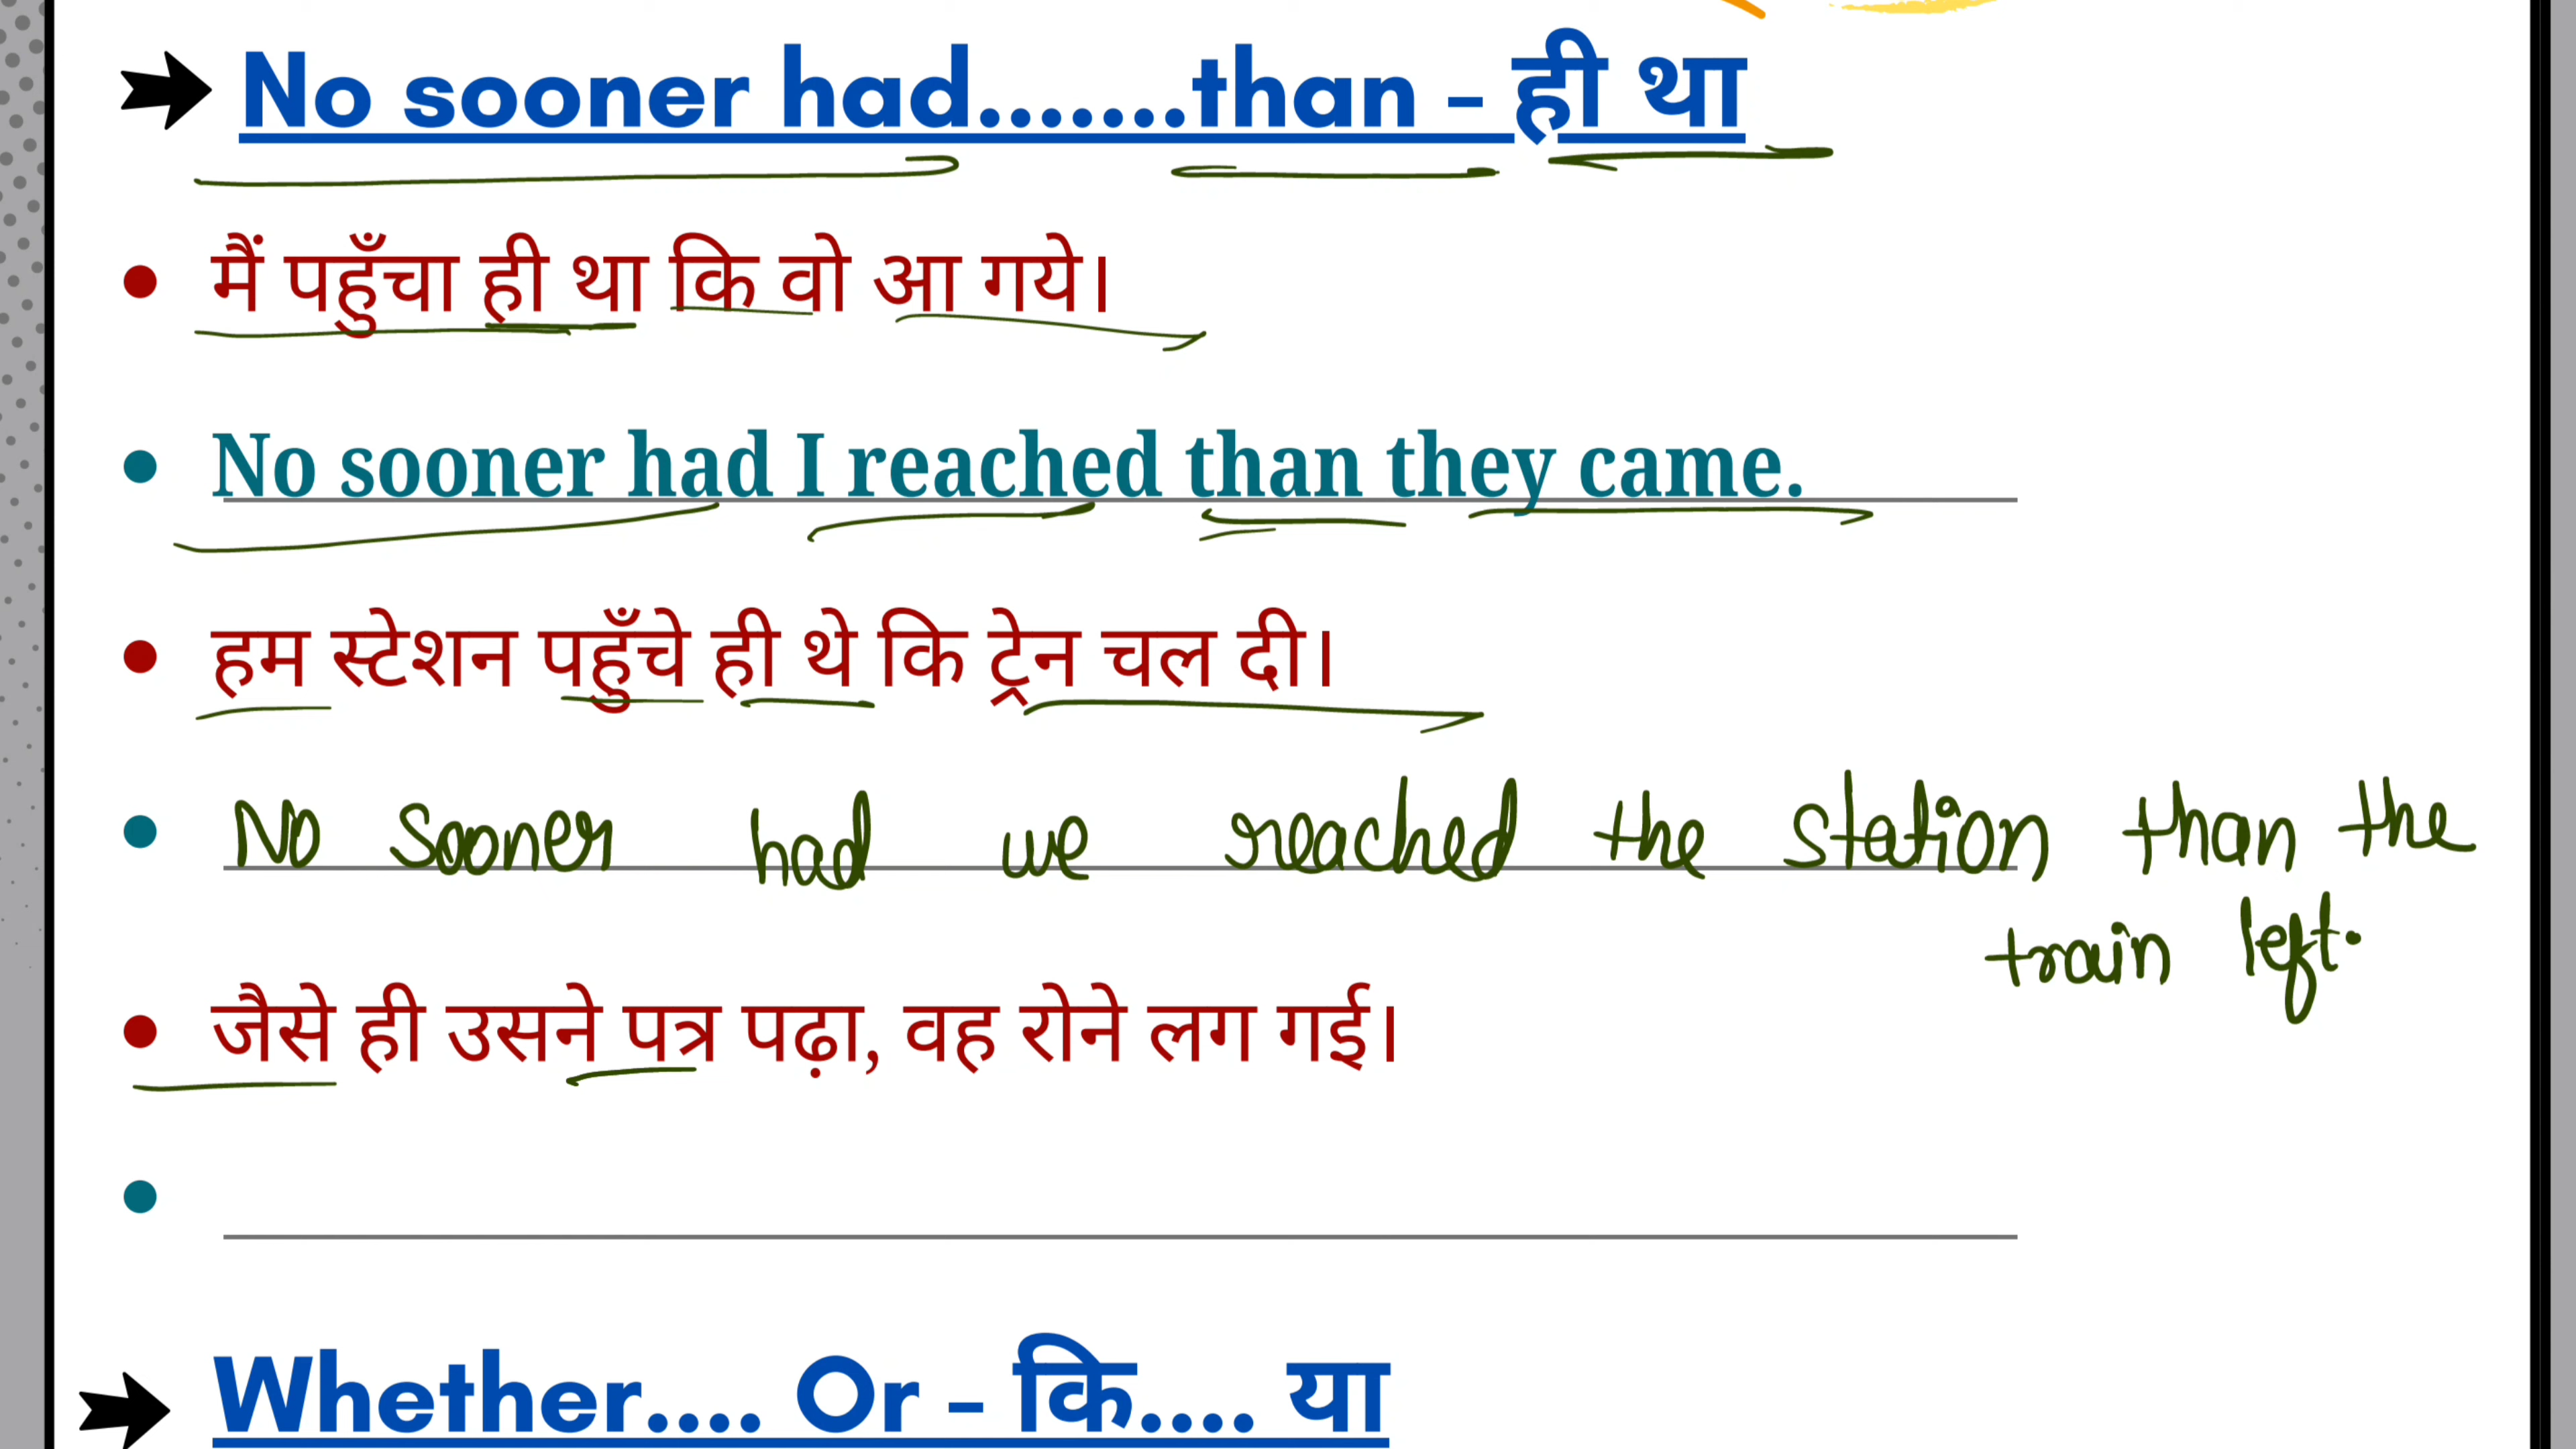 No sooner had.......than - ही था
मैं पहुँचा ही था कि वो आ गये।
No sooner had I reached than they came.
हम स्टेशन पहुँचे ही थे कि ट्रेन चल दी।
No sooner had we reached the station than the
train left.
जैसे ही उसने पत्र पढ़ा, वह रोने लग गई।
Whether.... Or - कि.... या